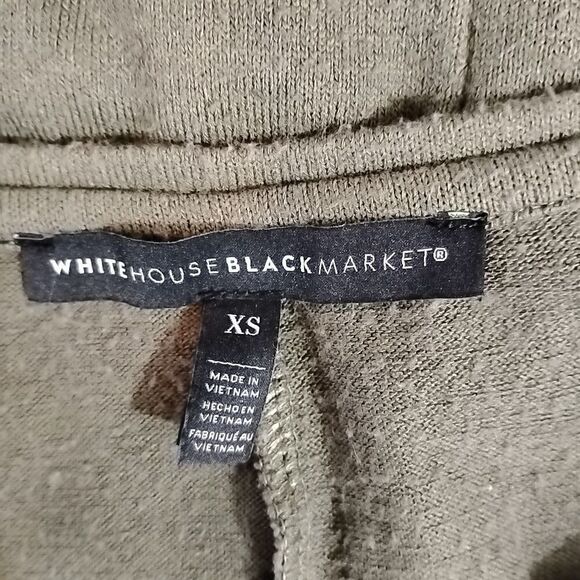 WHITEHOUSEBLACKMARKET®
XS
MADE IN
VIETNAM
HECHO EN
VIETNAM
FABRIQUÉ AU
VIETNAM